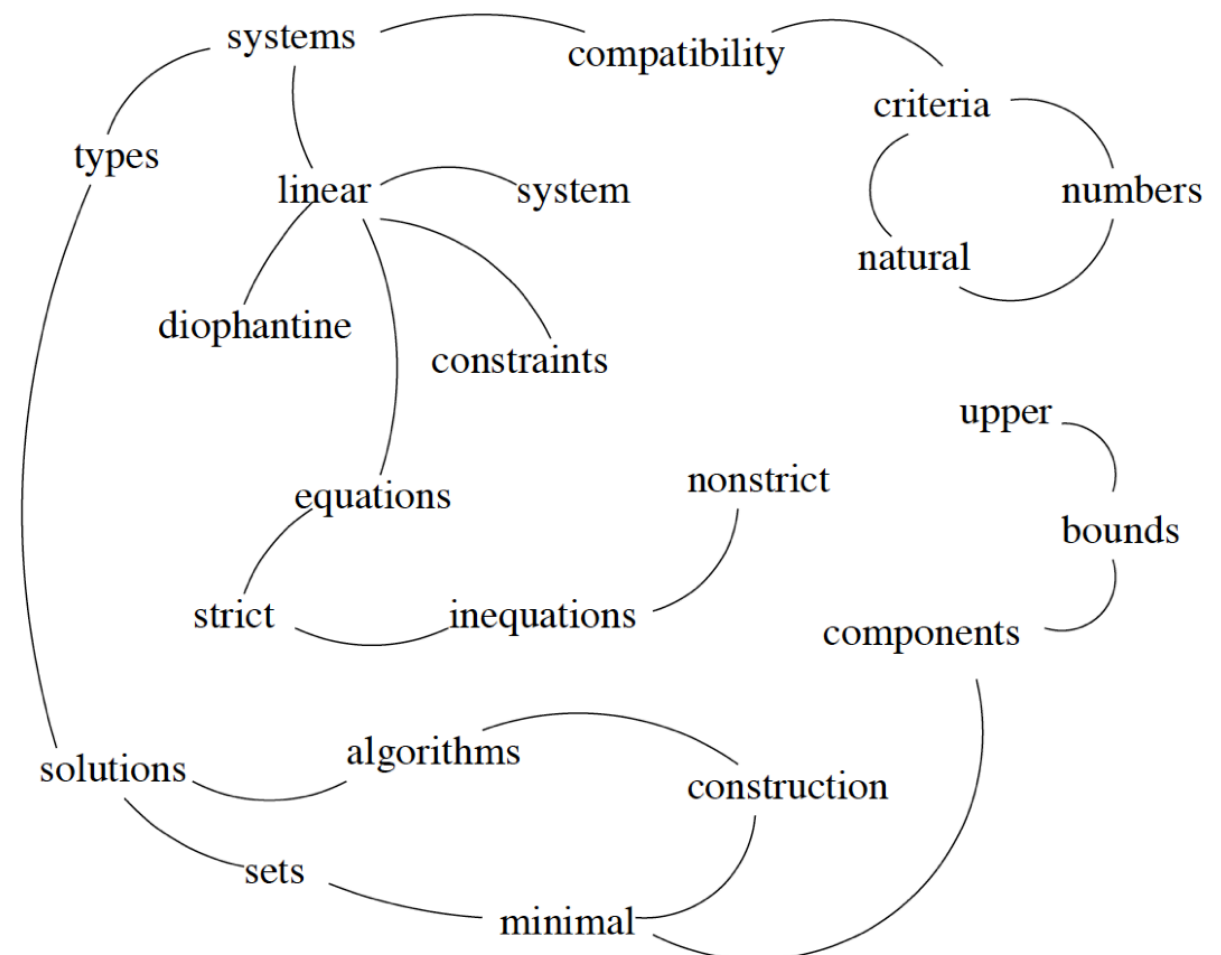 systems
compatibility
criteria
types
linear
system
numbers
natural
diophantine
constraints
upper
nonstrict
equations
bounds
strict
inequations
components
algorithms
solutions
construction
sets
minimal